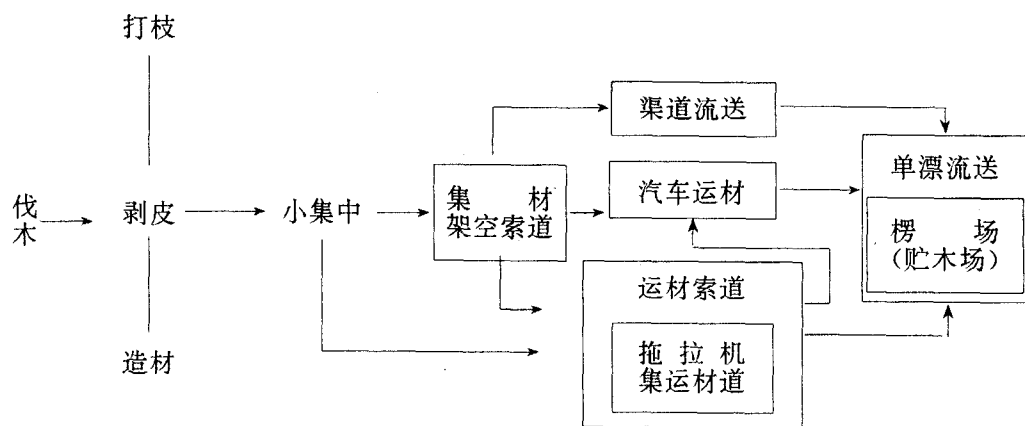 打枝
伐木
剥皮
造材
小集中
集材
架空索道
渠道流送
汽车运材
运材索道
拖拉机
集运材道
单漂流送
楞场
(贮木场)